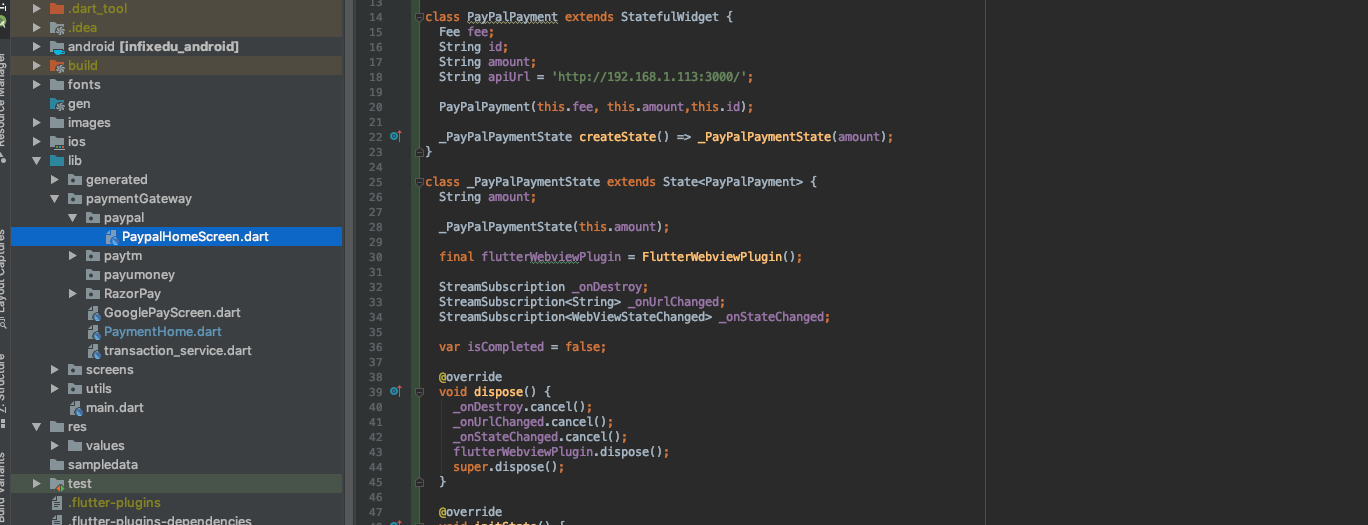 .dart_tool
.idea
android [infixedu_android]
build
fonts
gen
images
ios
lib
generated
paymentGateway
paypal
PaypalHomeScreen.dart
paytm
payumoney
RazorPay
GooglePayScreen.dart
PaymentHome.dart
transaction_service.dart
screens
utils
main.dart
res
values
sampledata
test
.flutter-plugins
.flutter-plugins-dependencies
Resource Manager
Layout Captures
Z: Structure
Build Variants
13
14 class PayPalPayment extends StatefulWidget {
15 Fee fee;
16 String id;
17 String amount;
18 String apiUrl = 'http://192.168.1.113:3000/';
19
20 PayPalPayment(this.fee, this.amount,this.id);
21
22 _PayPalPaymentState createState() => _PayPalPaymentState(amount);
23 }
24
25 class _PayPalPaymentState extends State<PayPalPayment> {
26 String amount;
27
28 _PayPalPaymentState(this.amount);
29
30 final flutterWebviewPlugin = FlutterWebviewPlugin();
31
32 StreamSubscription _onDestroy;
33 StreamSubscription<String> _onUrlChanged;
34 StreamSubscription<WebViewStateChanged> _onStateChanged;
35
36 var isCompleted = false;
37
38 @override
39 void dispose() {
40 _onDestroy.cancel();
41 _onUrlChanged.cancel();
42 _onStateChanged.cancel();
43 flutterWebviewPlugin.dispose();
44 super.dispose();
45 }
46
47 @override
48 void initState() {